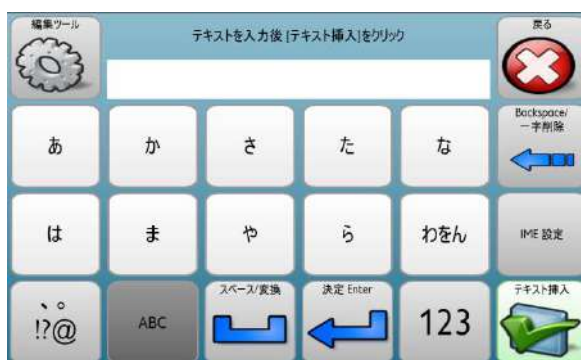 編集ツール
テキストを入力後 [テキスト挿入]をクリック
戻る
あ
か
さ
た
な
Backspace/
一字削除
は
ま
や
ら
わをん
IME 設定
、。
!?@
ABC
スペース/変換
決定 Enter
123
テキスト挿入